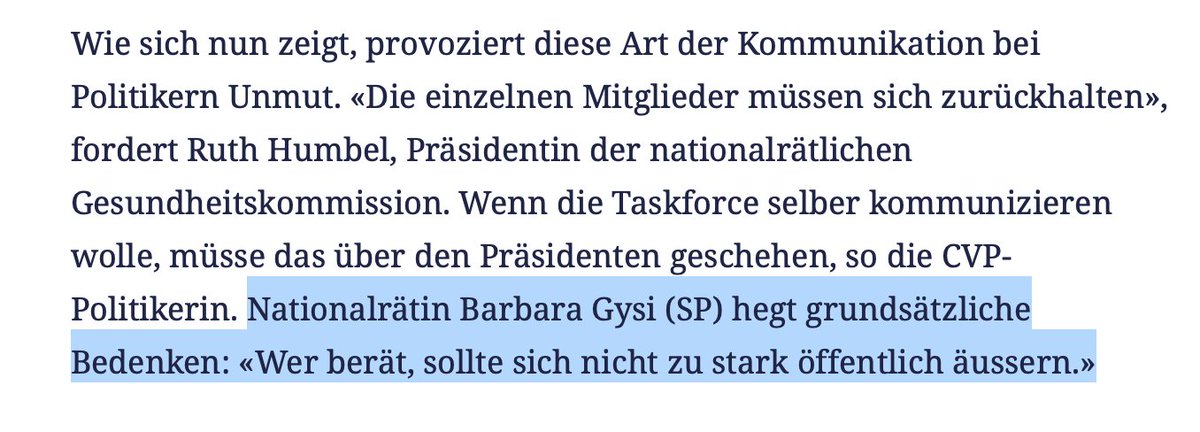 Wie sich nun zeigt, provoziert diese Art der Kommunikation bei
Politikern Unmut. «Die einzelnen Mitglieder müssen sich zurückhalten»,
fordert Ruth Humbel, Präsidentin der nationalrätlichen
Gesundheitskommission. Wenn die Taskforce selber kommunizieren
wolle, müsse das über den Präsidenten geschehen, so die CVP-
Politikerin. Nationalrätin Barbara Gysi (SP) hegt grundsätzliche
Bedenken: «Wer berät, sollte sich nicht zu stark öffentlich äussern.»